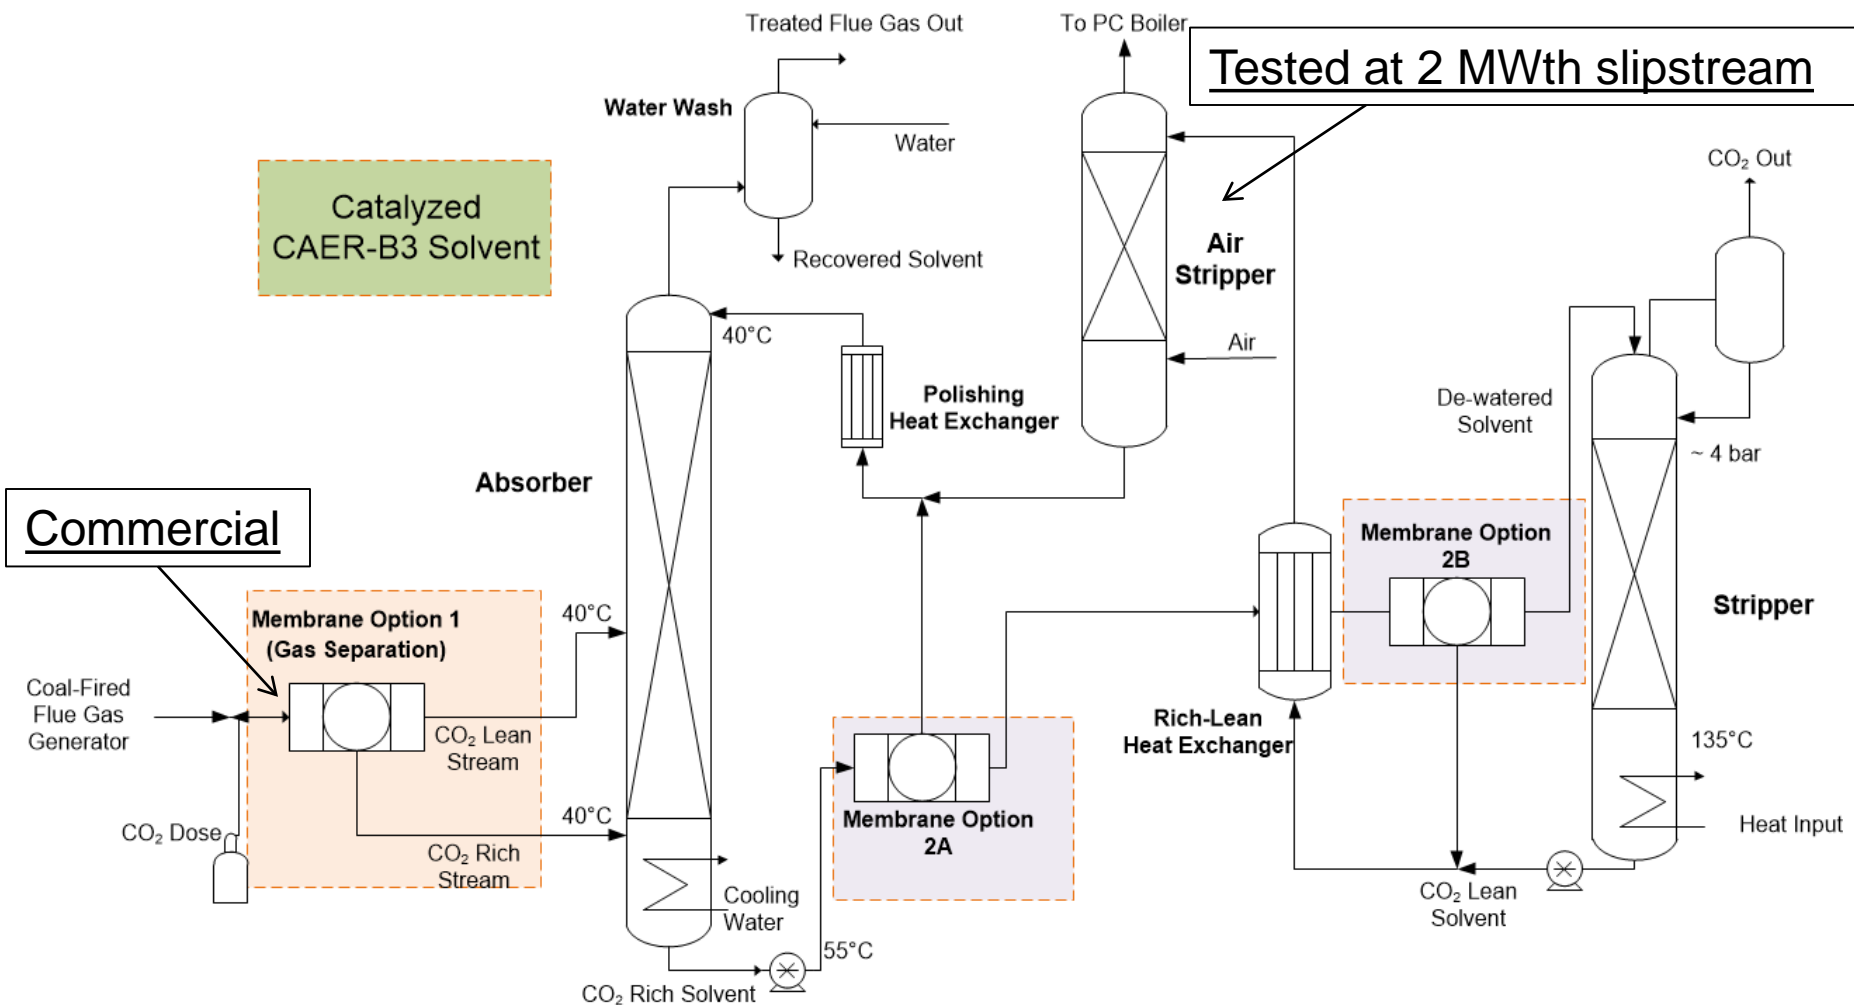 Treated Flue Gas Out
To PC Boiler
Tested at 2 MWth slipstream
Water Wash
Water
CO₂ Out
Catalyzed
CAER-B3 Solvent
Recovered Solvent
Air
Stripper
40°C
Air
Polishing
Heat Exchanger
De-watered
Solvent
~ 4 bar
Absorber
Commercial
Membrane Option
2B
Membrane Option 1
(Gas Separation)
40°C
Stripper
Coal-Fired
Flue Gas
Generator
CO₂ Lean
Stream
Rich-Lean
Heat Exchanger
135°C
CO₂ Dose
40°C
Membrane Option
2A
Heat Input
CO₂ Rich
Stream
Cooling
Water
CO₂ Lean
Solvent
55°C
CO₂ Rich Solvent